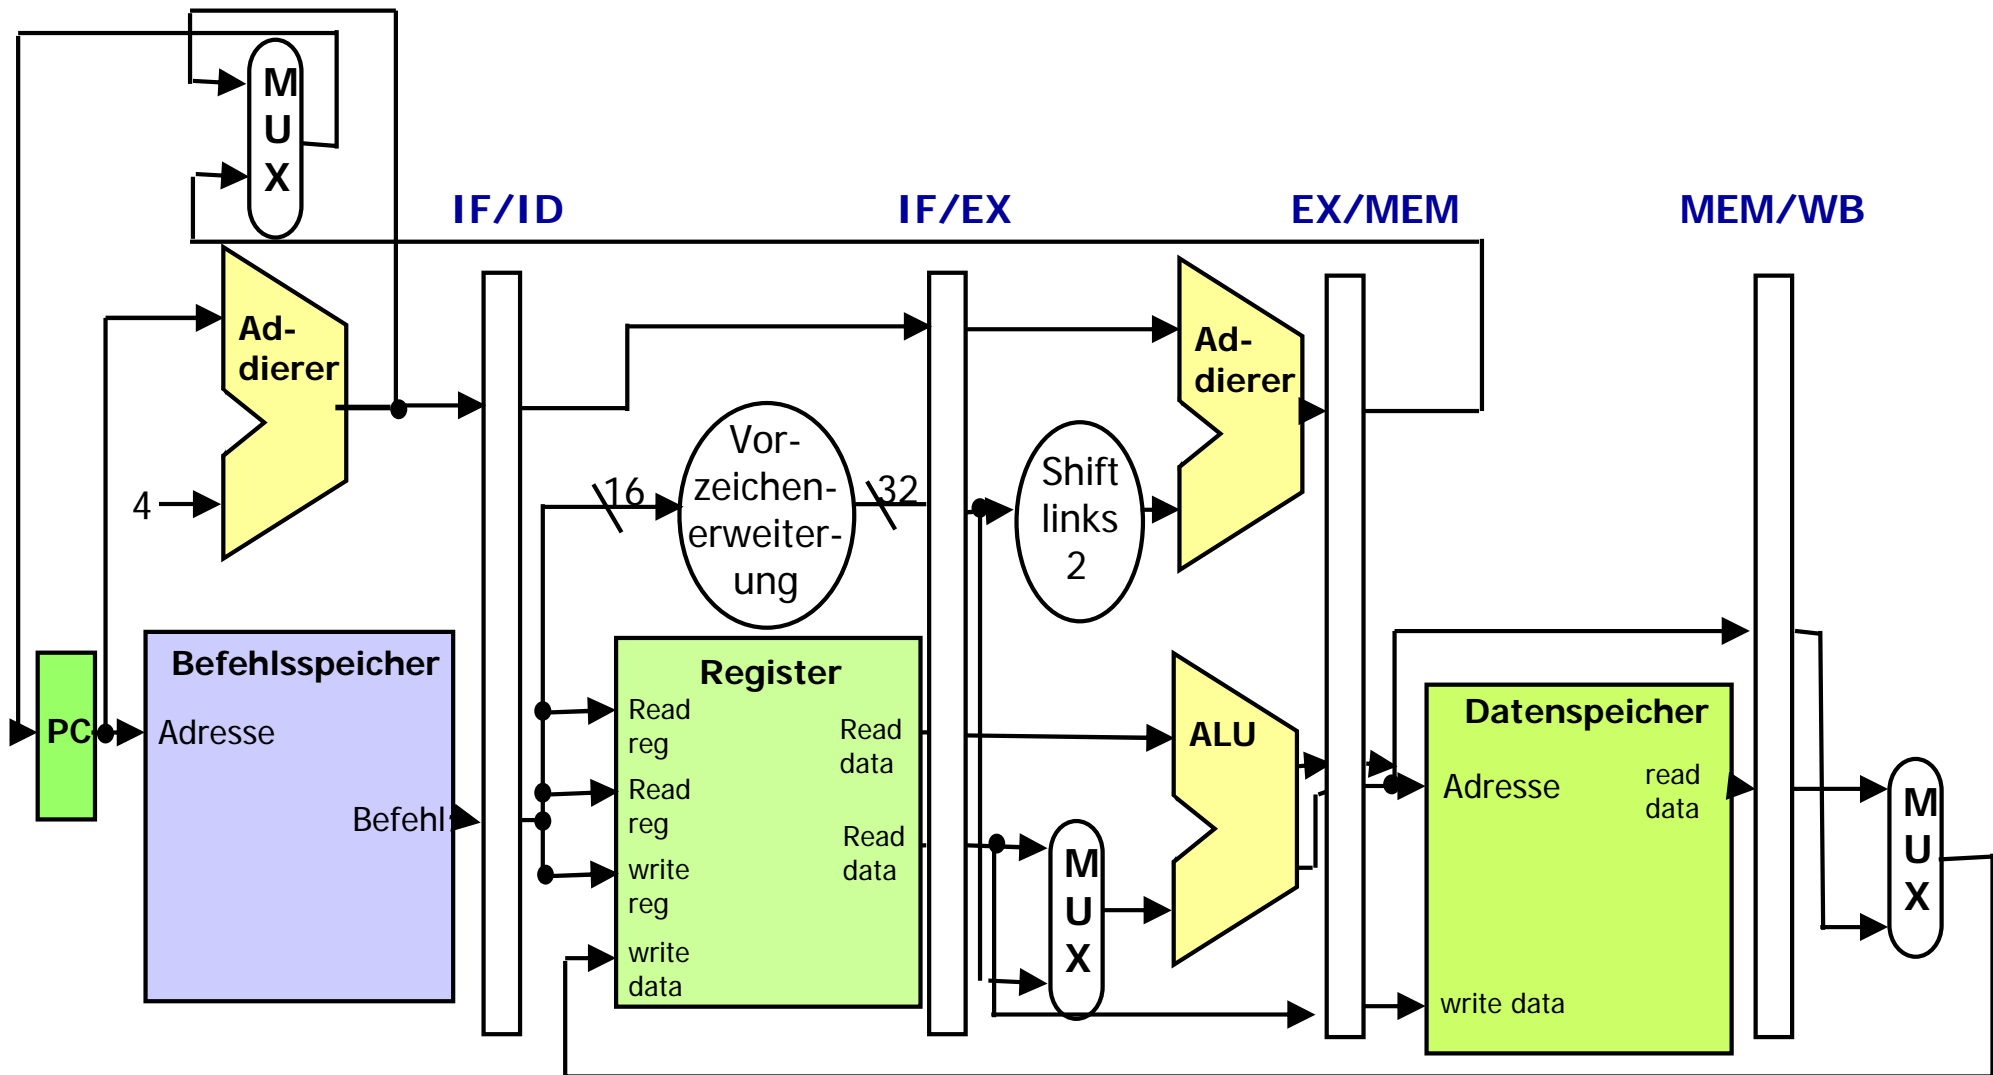 M
U
X
IF/ID
IF/EX
EX/MEM
MEM/WB
Ad-
dierer
4
16
Vor-
zeichen-
erweiter-
ung
32
Shift
links
2
Ad-
dierer
PC
Befehlsspeicher
Adresse
Befehl
Register
Read
reg
Read
reg
write
reg
write
data
Read
data
Read
data
M
U
X
ALU
Datenspeicher
Adresse
read
data
write data
M
U
X